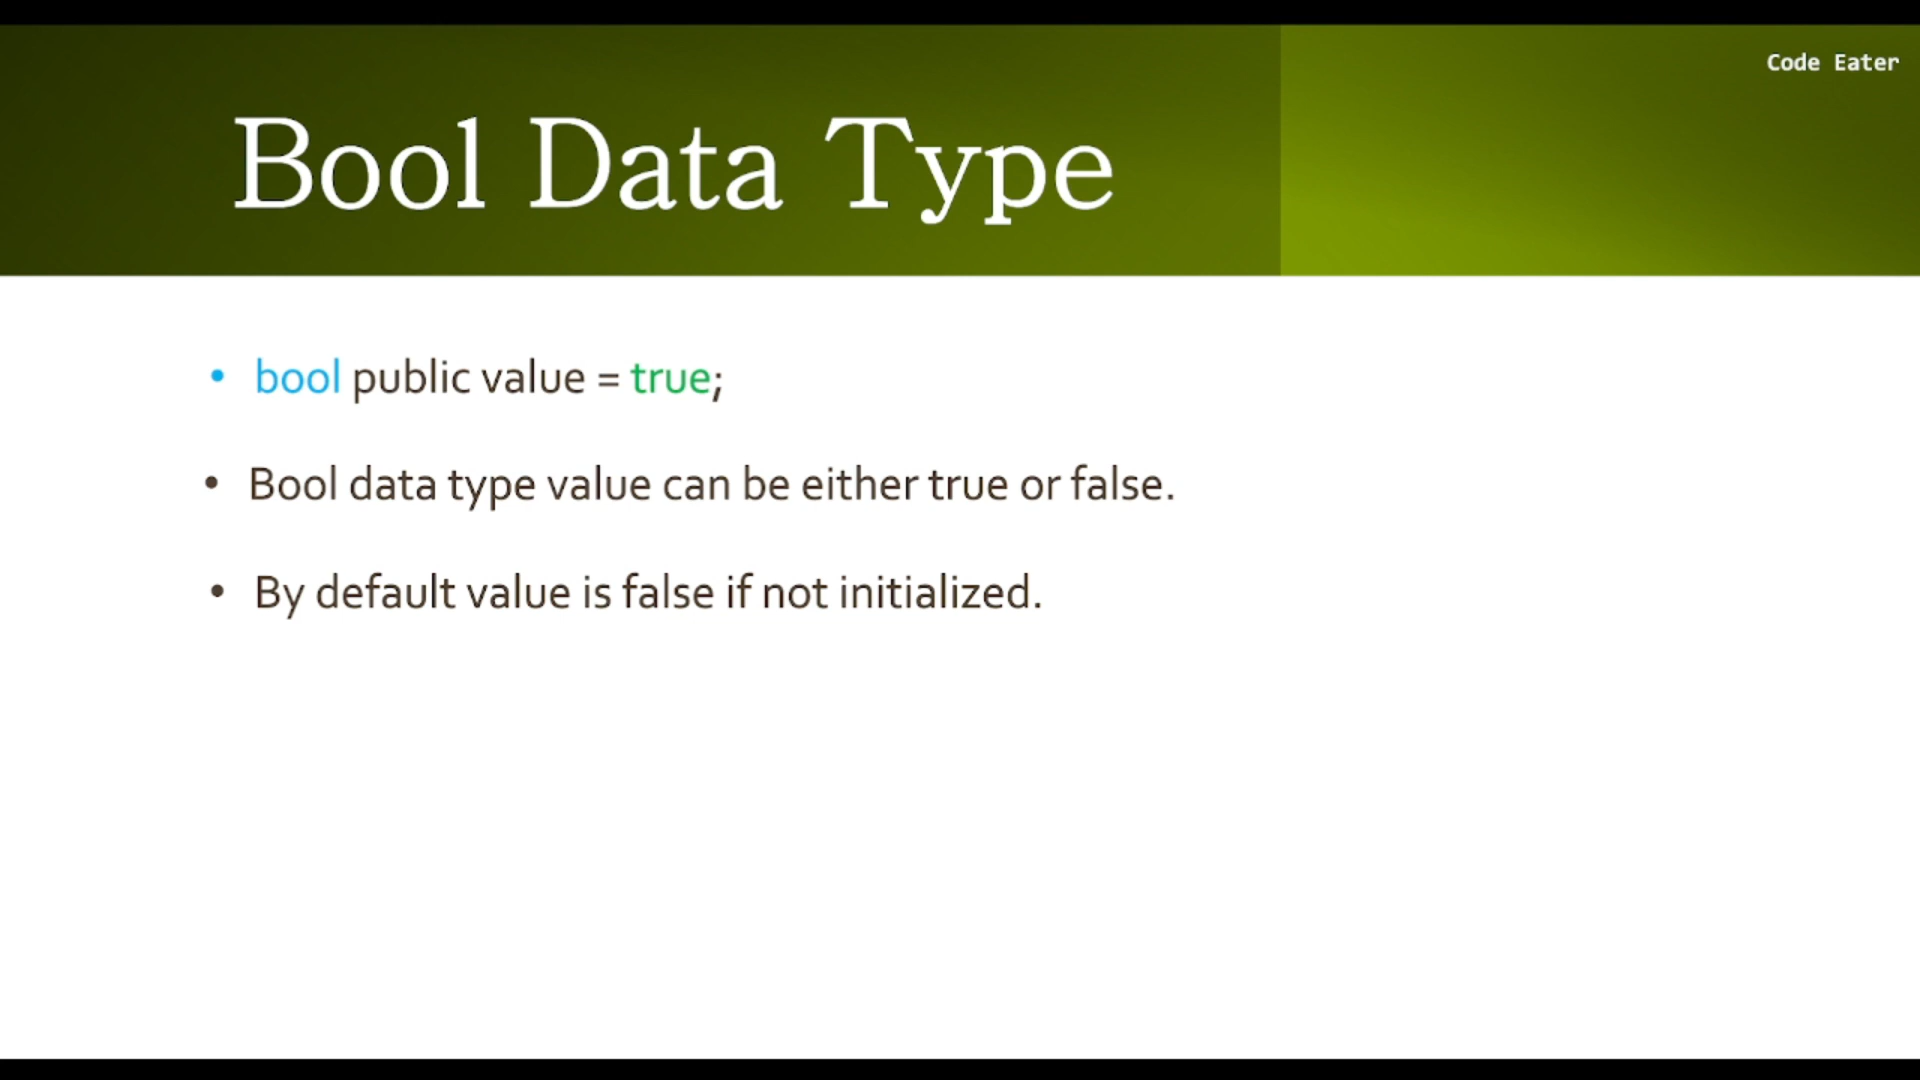 Code Eater
Bool Data Type
• bool public value = true;
• Bool data type value can be either true or false.
• By default value is false if not initialized.